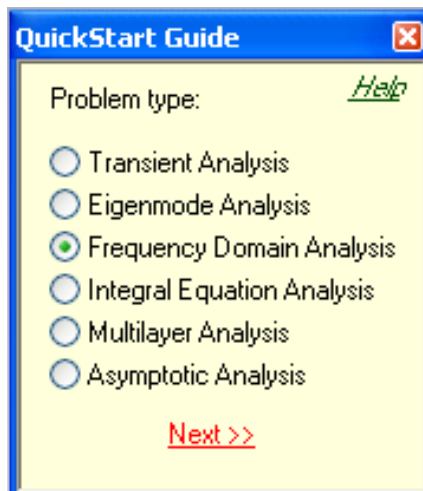 QuickStart Guide
Help
Problem type:
Transient Analysis
Eigenmode Analysis
Frequency Domain Analysis
Integral Equation Analysis
Multilayer Analysis
Asymptotic Analysis
Next >>